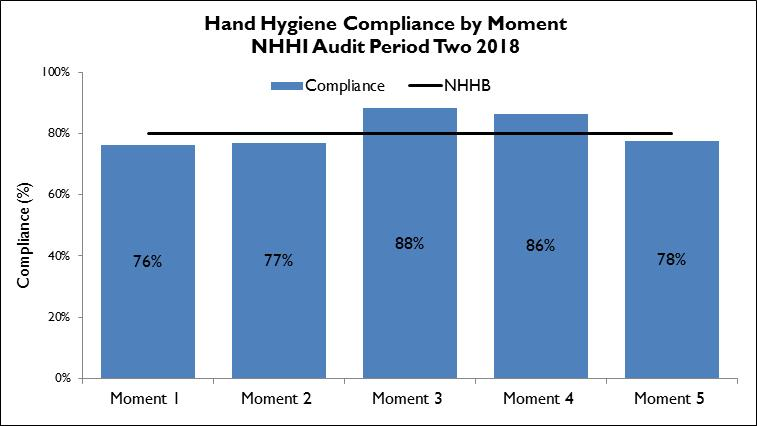 Hand Hygiene Compliance by Moment
NHHI Audit Period Two 2018
Compliance NHHB
Compliance (%)
100%
80%
60%
40%
20%
0%
76% 77% 88% 86% 78%
Moment 1 Moment 2 Moment 3 Moment 4 Moment 5